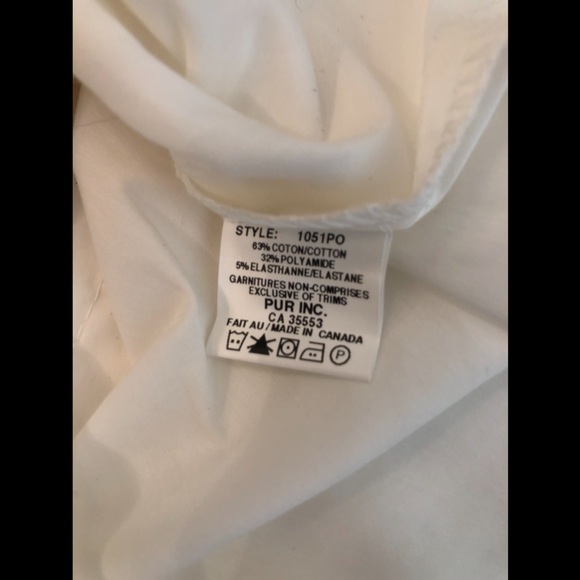 STYLE: 1051PO
63% COTON/COTTON
32% POLYAMIDE
5% ELASTHANNE/ELASTANE
GARNITURES NON-COMPRISES
EXCLUSIVE OF TRIMS
PUR INC.
CA 35553
FAIT AU/MADE IN CANADA
P